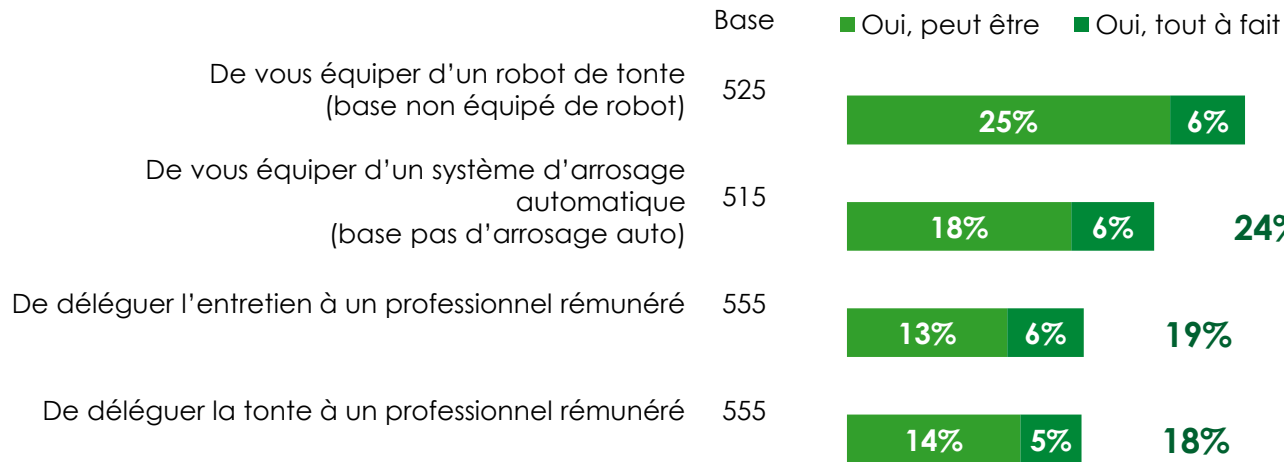 Base
Oui, peut être
Oui, tout à fait
De vous équiper d’un robot de tonte
(base non équipé de robot)
525
25%
6%
De vous équiper d’un système d’arrosage
automatique
(base pas d’arrosage auto)
515
18%
6%
24%
De déléguer l’entretien à un professionnel rémunéré
555
13%
6%
19%
De déléguer la tonte à un professionnel rémunéré
555
14%
5%
18%